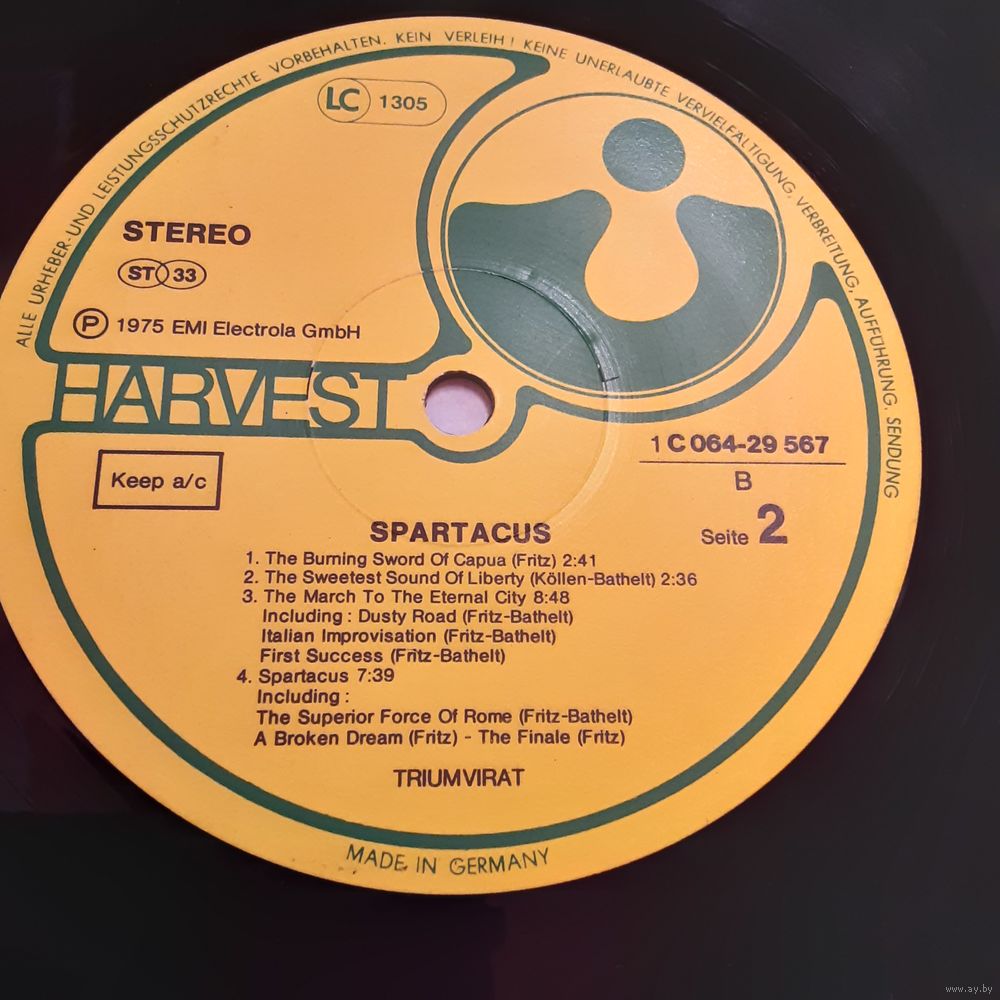 ALLE URHEBER- UND LEISTUNGSSCHUTZRECHTE VORBEHALTEN. KEIN VERLEIH! KEINE UNERLAUBTE VERVIELFÄLTIGUNG, VERBREITUNG, AUFFÜHRUNG, SENDUNG
LC 1305
STEREO
ST 33
P 1975 EMI Electrola GmbH
HARVEST
Keep a/c
1 C 064-29 567
B
Seite 2
SPARTACUS
1. The Burning Sword Of Capua (Fritz) 2:41
2. The Sweetest Sound Of Liberty (Köllen-Bathelt) 2:36
3. The March To The Eternal City 8:48
Including : Dusty Road (Fritz-Bathelt)
Italian Improvisation (Fritz-Bathelt)
First Success (Fritz-Bathelt)
4. Spartacus 7:39
Including :
The Superior Force Of Rome (Fritz-Bathelt)
A Broken Dream (Fritz) - The Finale (Fritz)
TRIUMVIRAT
MADE IN GERMANY
www.ay.by